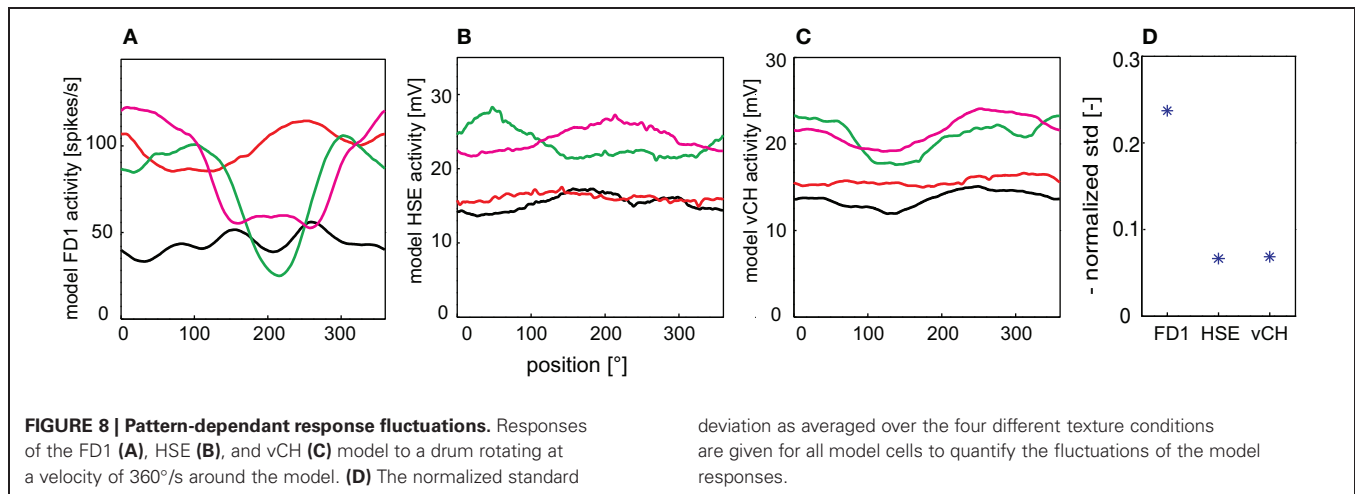 A
B
C
D
model FD1 activity [spikes/s]
100
50
0
0 100 200 300
model HSE activity [mV]
30
20
10
0
0 100 200 300
model vCH activity [mV]
30
20
10
0
0 100 200 300
- normalized std [-]
0.3
0.2
0.1
0
FD1 HSE vCH
position [°]
FIGURE 8 | Pattern-dependant response fluctuations. Responses
of the FD1 (A), HSE (B), and vCH (C) model to a drum rotating at
a velocity of 360°/s around the model. (D) The normalized standard
deviation as averaged over the four different texture conditions
are given for all model cells to quantify the fluctuations of the model
responses.